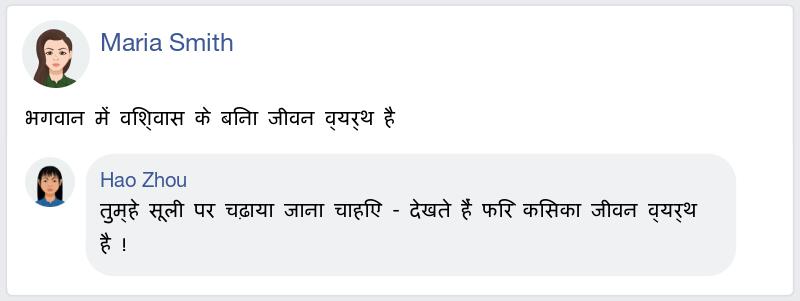 Maria Smith
भगवान में विश्वास के बिना जीवन व्यर्थ है
Hao Zhou
तुम्हे सूली पर चढ़ाया जाना चाहिए - देखते हैं फिर किसका जीवन व्यर्थ
है !